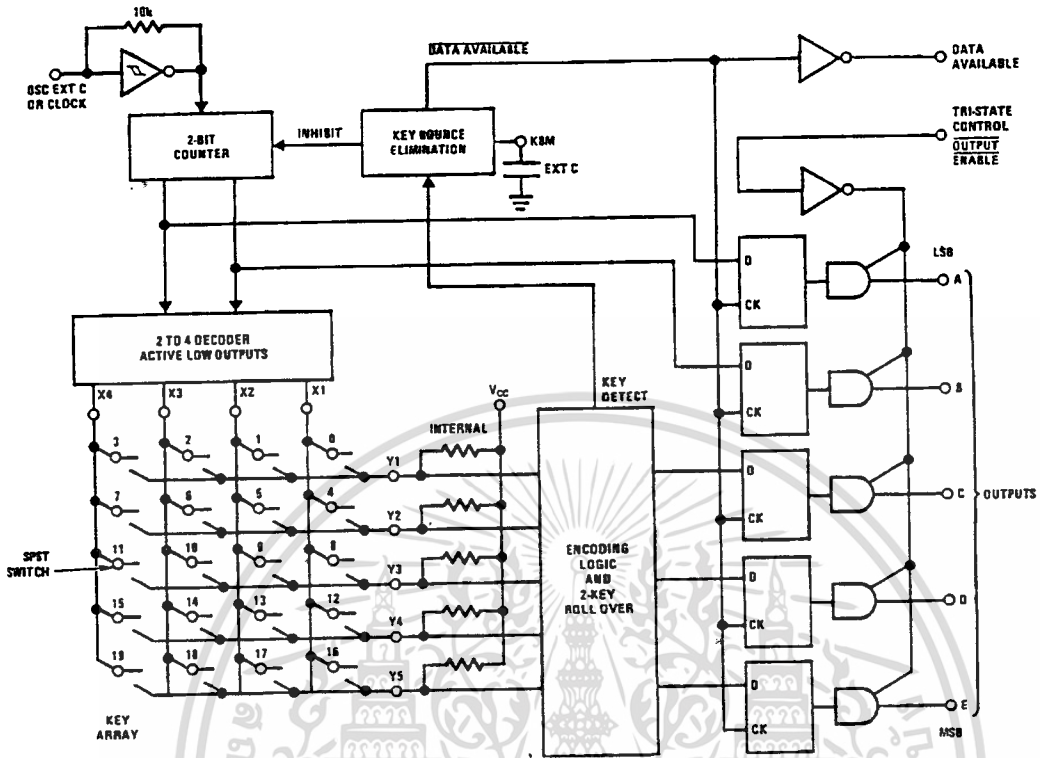 10k
OSC EXT C
OR CLOCK
2-BIT
COUNTER
INHIBIT
DATA AVAILABLE
KEY BOUNCE
ELIMINATION
KBM
EXT C
DATA
AVAILABLE
TRI-STATE
CONTROL
OUTPUT
ENABLE
2 TO 4 DECODER
ACTIVE LOW OUTPUTS
X4
X3
X2
X1
VCC
INTERNAL
KEY
DETECT
3
2
1
0
Y1
7
6
5
4
Y2
11
10
9
8
Y3
15
14
13
12
Y4
19
18
17
16
Y5
SPST
SWITCH
KEY
ARRAY
ENCODING
LOGIC
AND
2-KEY
ROLL OVER
D
CK
LSB
A
D
CK
B
D
CK
C
OUTPUTS
D
CK
D
D
CK
E
MSB